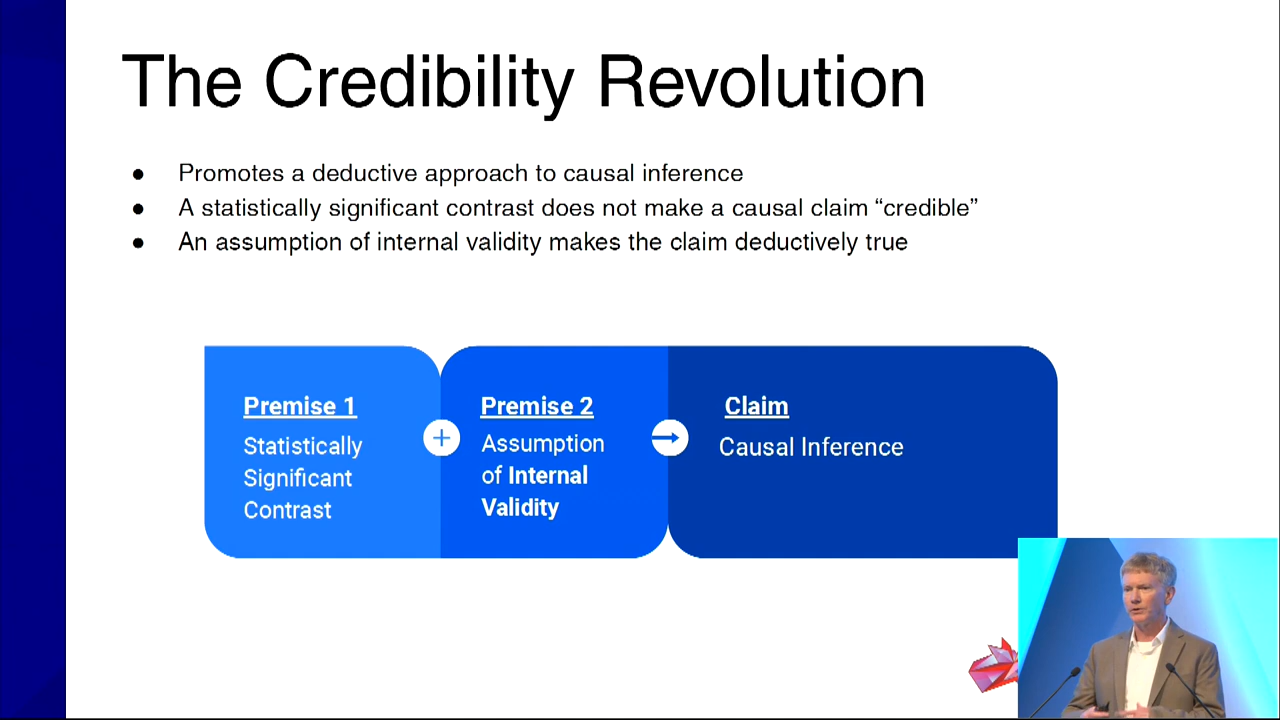 The Credibility Revolution
● Promotes a deductive approach to causal inference
● A statistically significant contrast does not make a causal claim “credible”
● An assumption of internal validity makes the claim deductively true
Premise 1
Statistically
Significant
Contrast
+
Premise 2
Assumption
of Internal
Validity
Claim
Causal Inference